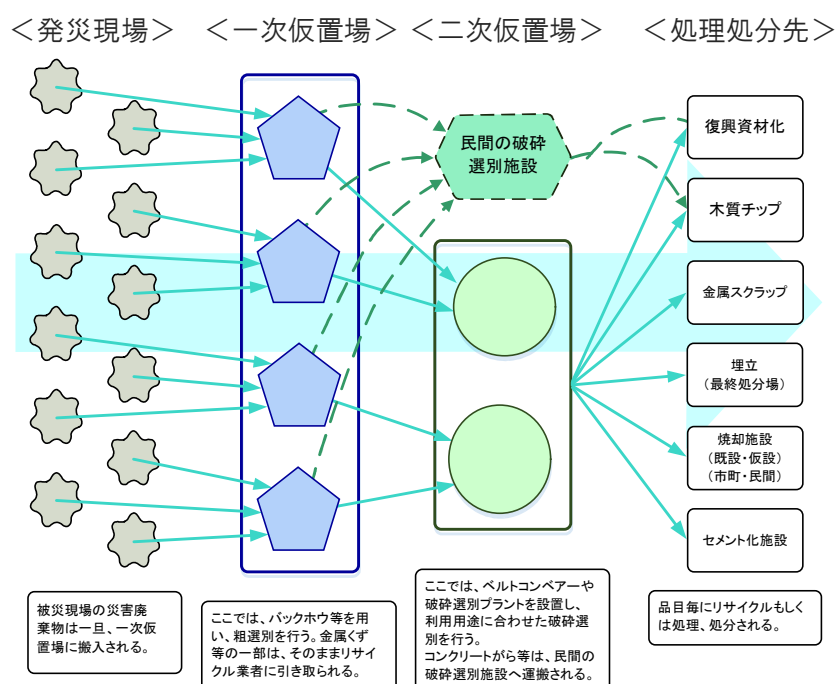 ＜発災現場＞
＜一次仮置場＞
＜二次仮置場＞
＜処理処分先＞
民間の破砕
選別施設
復興資材化
木質チップ
金属スクラップ
埋立
（最終処分場）
焼却施設
（既設・仮設）
（市町・民間）
セメント化施設
被災現場の災害廃
棄物は一旦、一次仮
置場に搬入される。
ここでは、バックホウ等を用
い、粗選別を行う。金属くず
等の一部は、そのままリサイ
クル業者に引き取られる。
ここでは、ベルトコンベアーや
破砕選別プラントを設置し、
利用用途に合わせた破砕選
別を行う。
コンクリートがら等は、民間の
破砕選別施設へ運搬される。
品目毎にリサイクルもしく
は処理、処分される。